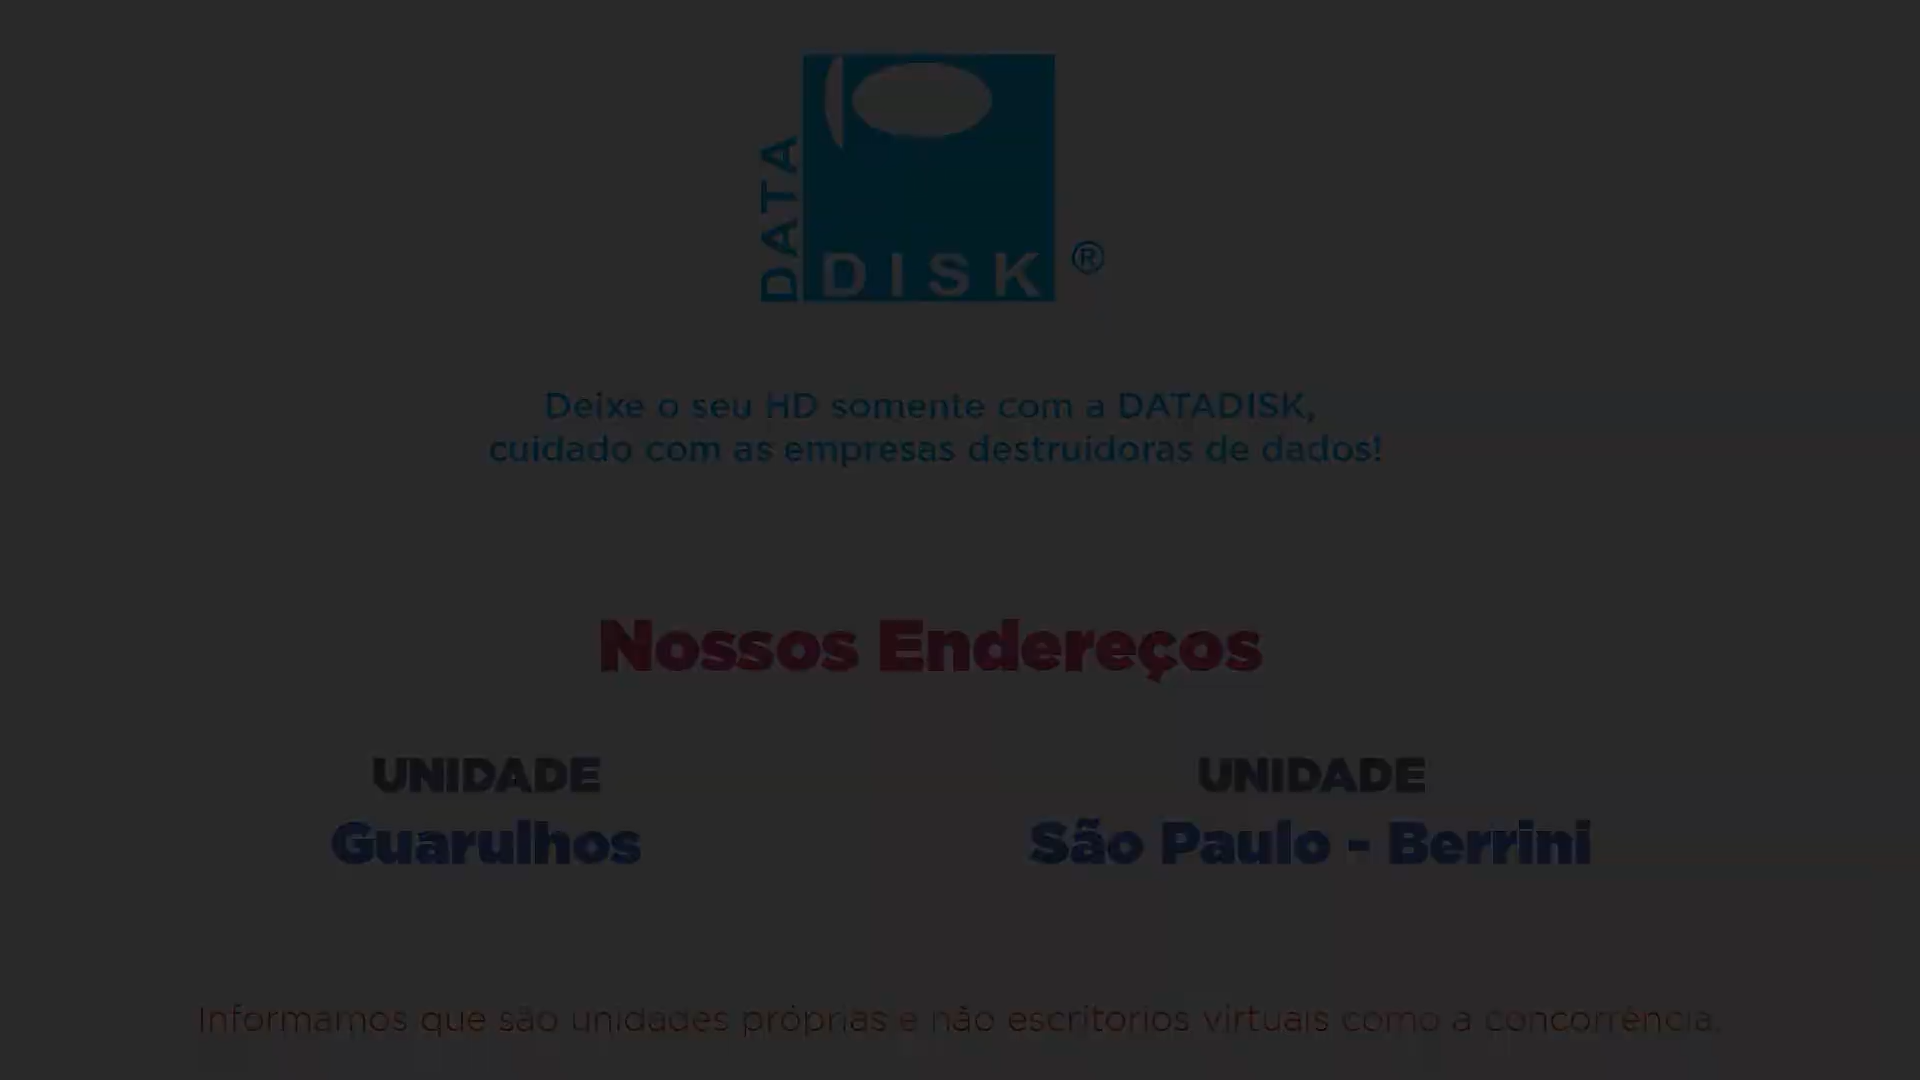 DATA
DISK ®
Deixe o seu HD somente com a DATADISK,
cuidado com as empresas destruidoras de dados!
Nossos Endereços
UNIDADE
Guarulhos
UNIDADE
São Paulo - Berrini
Informamos que são unidades próprias e não escritorios virtuais como a concorrência.